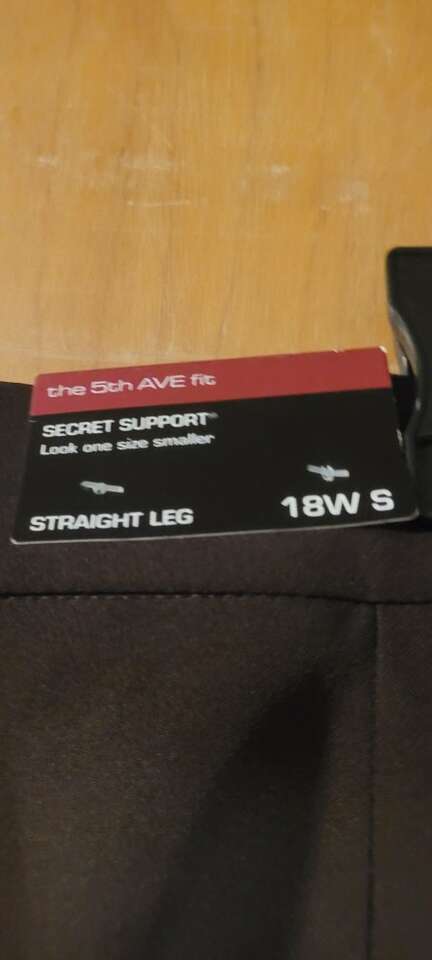 the 5th AVE fit
SECRET SUPPORT®
Look one size smaller
STRAIGHT LEG
18W S